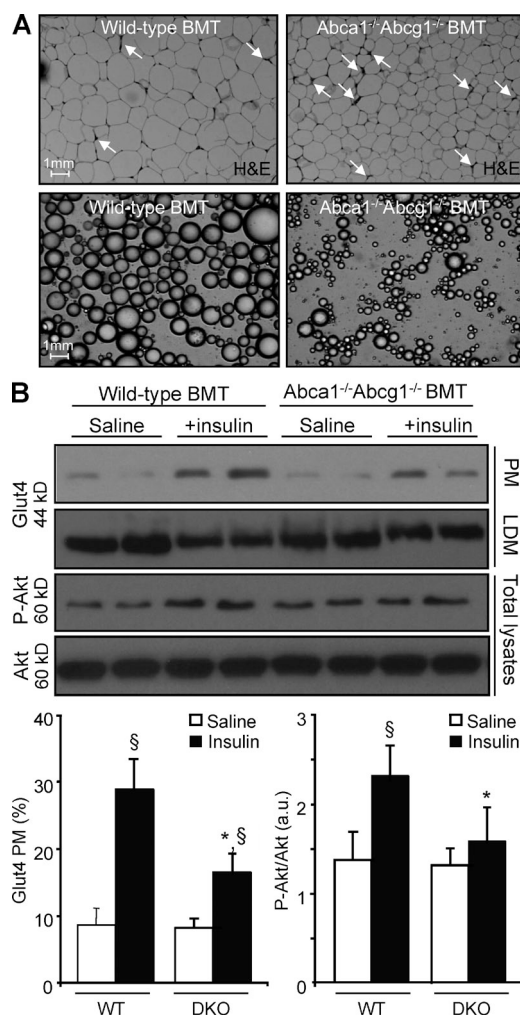 A
Wild-type BMT
Abca1-/-Abcg1-/- BMT
1mm
H&E
H&E
Wild-type BMT
Abca1-/-Abcg1-/- BMT
1mm
B
Wild-type BMT
Abca1-/-Abcg1-/- BMT
Saline
+insulin
Saline
+insulin
Glut4
44 kD
PM
LDM
P-Akt
60 kD
Akt
60 kD
Total lysates
Glut4 PM (%)
40
30
20
10
0
Saline
Insulin
§
*,§
WT
DKO
P-Akt/Akt (a.u.)
3
2
1
0
Saline
Insulin
§
*
WT
DKO